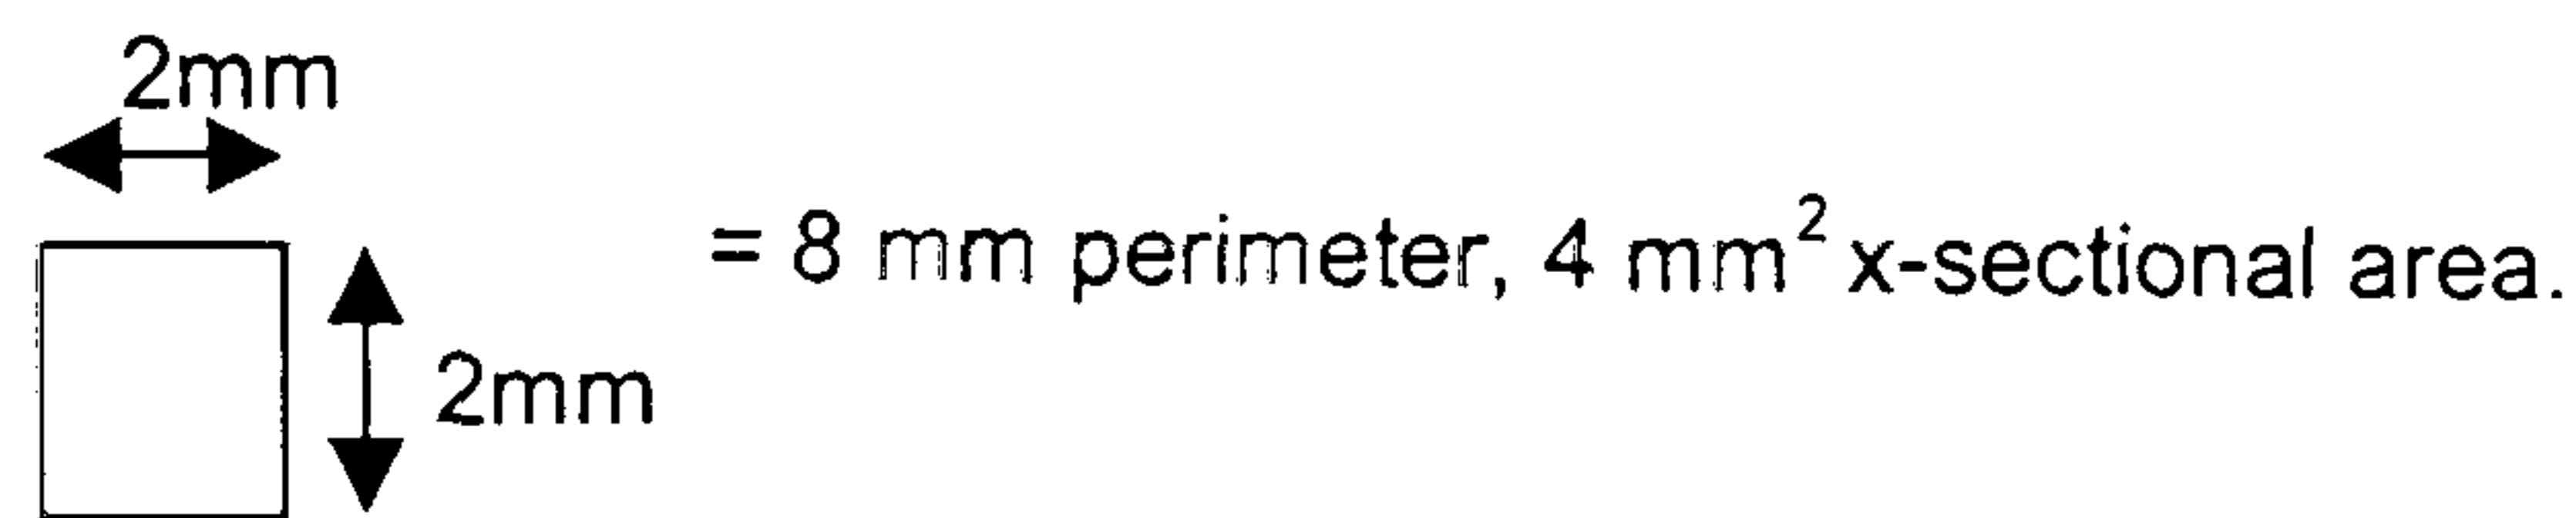 2mm
= 8 mm perimeter, 4 mm² x-sectional area.
2mm